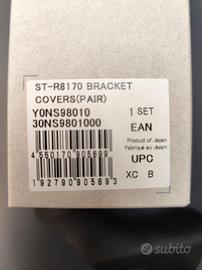 ST-R8170 BRACKET
COVERS(PAIR)
Y0NS98010
1 SET
30NS9801000
EAN
4 550170 905699
Product of Japan
Fabriqué au Japon
UPC
1 92790 90569 3
XC B
subito